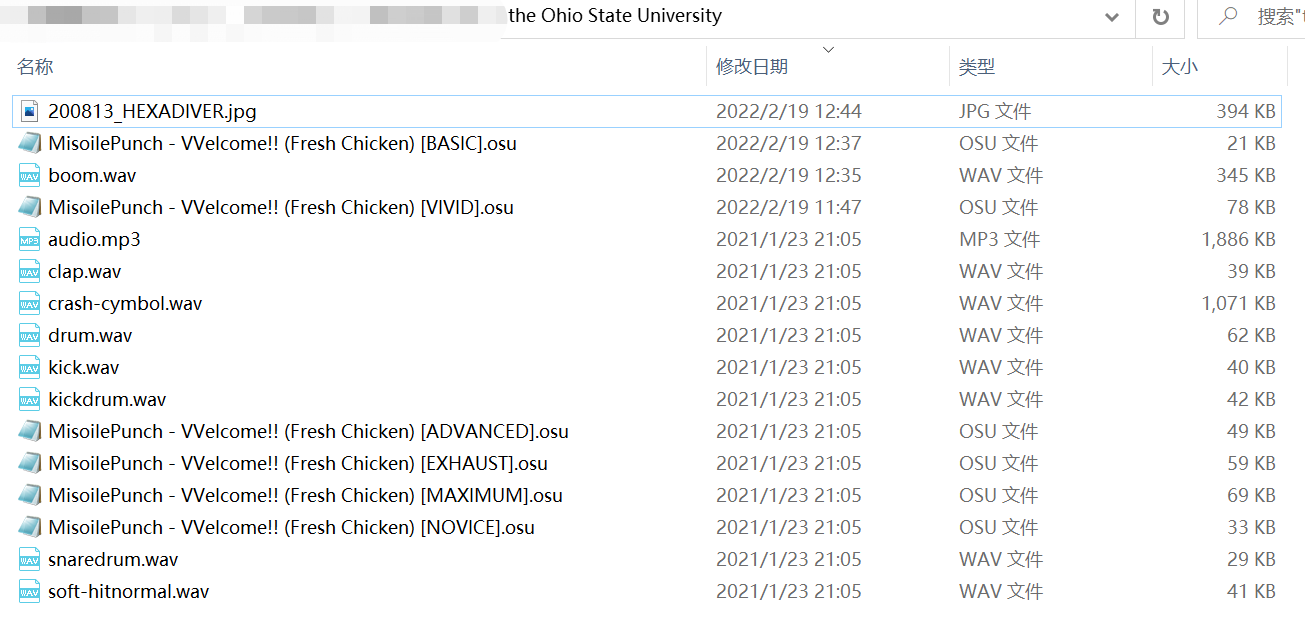 the Ohio State University 搜索"t
名称 修改日期 类型 大小
200813_HEXADIVER.jpg 2022/2/19 12:44 JPG 文件 394 KB
MisoilePunch - VVelcome!! (Fresh Chicken) [BASIC].osu 2022/2/19 12:37 OSU 文件 21 KB
WAV boom.wav 2022/2/19 12:35 WAV 文件 345 KB
MisoilePunch - VVelcome!! (Fresh Chicken) [VIVID].osu 2022/2/19 11:47 OSU 文件 78 KB
MP3 audio.mp3 2021/1/23 21:05 MP3 文件 1,886 KB
WAV clap.wav 2021/1/23 21:05 WAV 文件 39 KB
WAV crash-cymbol.wav 2021/1/23 21:05 WAV 文件 1,071 KB
WAV drum.wav 2021/1/23 21:05 WAV 文件 62 KB
WAV kick.wav 2021/1/23 21:05 WAV 文件 40 KB
WAV kickdrum.wav 2021/1/23 21:05 WAV 文件 42 KB
MisoilePunch - VVelcome!! (Fresh Chicken) [ADVANCED].osu 2021/1/23 21:05 OSU 文件 49 KB
MisoilePunch - VVelcome!! (Fresh Chicken) [EXHAUST].osu 2021/1/23 21:05 OSU 文件 59 KB
MisoilePunch - VVelcome!! (Fresh Chicken) [MAXIMUM].osu 2021/1/23 21:05 OSU 文件 69 KB
MisoilePunch - VVelcome!! (Fresh Chicken) [NOVICE].osu 2021/1/23 21:05 OSU 文件 33 KB
WAV snaredrum.wav 2021/1/23 21:05 WAV 文件 29 KB
WAV soft-hitnormal.wav 2021/1/23 21:05 WAV 文件 41 KB